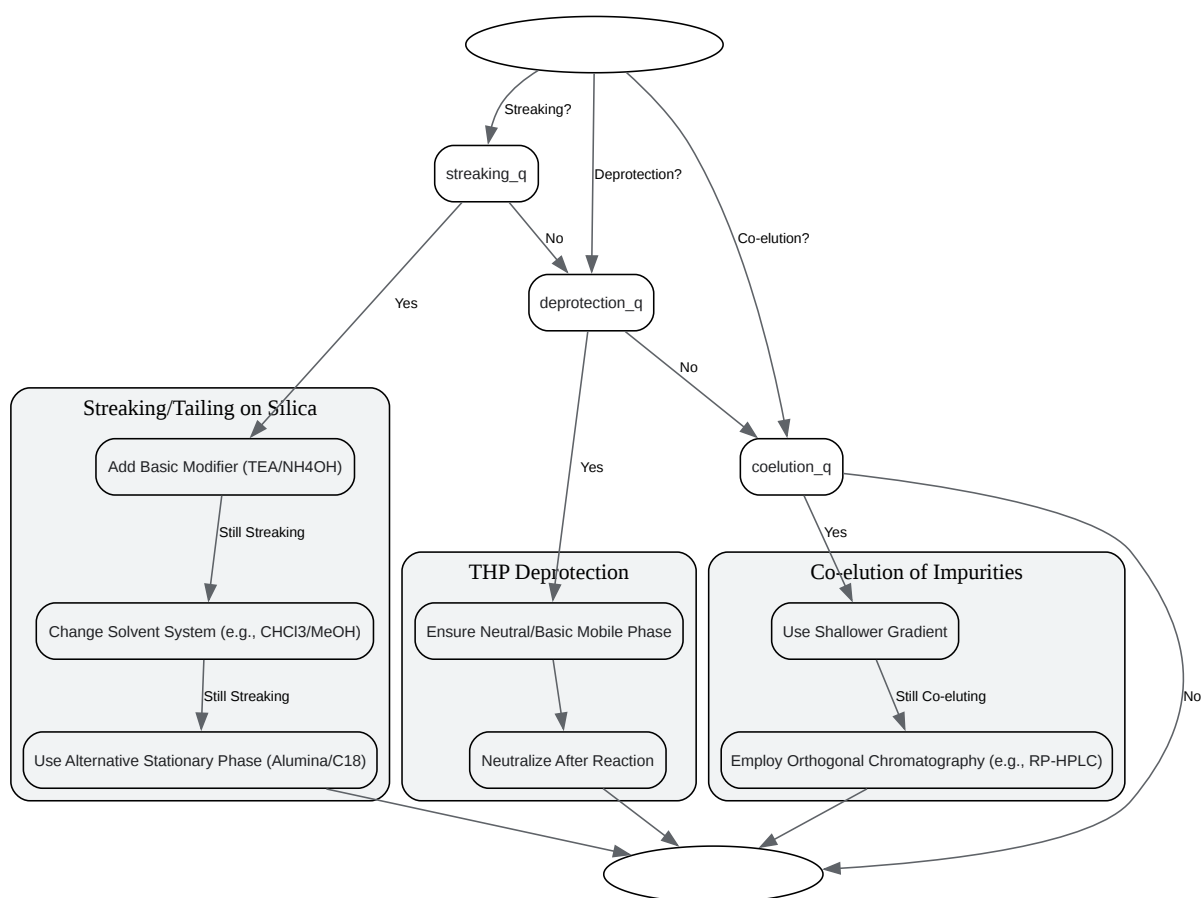 Streaking?
streaking_q
Deprotection?
No
Co-elution?
deprotection_q
Yes
No
Streaking/Tailing on Silica
Add Basic Modifier (TEA/NH4OH)
Yes
coelution_q
Still Streaking
Yes
THP Deprotection
Co-elution of Impurities
Change Solvent System (e.g., CHCl3/MeOH)
Ensure Neutral/Basic Mobile Phase
Use Shallower Gradient
Still Streaking
Still Co-eluting
No
Use Alternative Stationary Phase (Alumina/C18)
Neutralize After Reaction
Employ Orthogonal Chromatography (e.g., RP-HPLC)